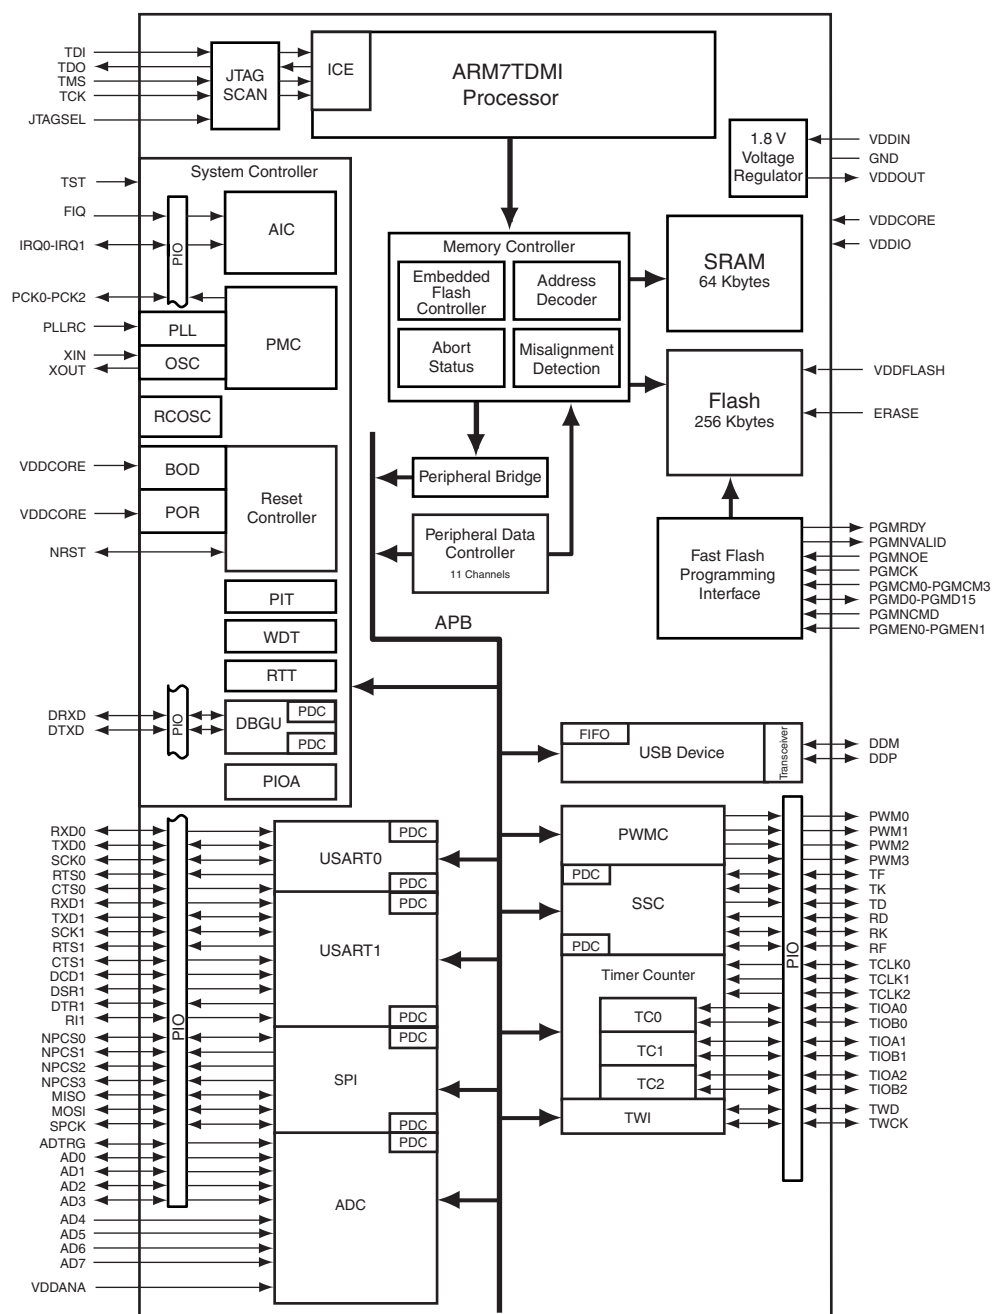 TDI
TDO
TMS
TCK
JTAGSEL
JTAG
SCAN
ICE
ARM7TDMI
Processor
1.8 V
Voltage
Regulator
VDDIN
GND
VDDOUT
VDDCORE
VDDIO
System Controller
TST
FIQ
IRQ0-IRQ1
PIO
AIC
PCK0-PCK2
PLLRC
PLL
XIN
XOUT
OSC
PMC
RCOSC
VDDCORE
BOD
VDDCORE
POR
Reset
Controller
NRST
PIT
WDT
RTT
DRXD
DTXD
PIO
DBGU
PDC
PDC
PIOA
Memory Controller
Embedded
Flash
Controller
Address
Decoder
Abort
Status
Misalignment
Detection
SRAM
64 Kbytes
Flash
256 Kbytes
VDDFLASH
ERASE
Peripheral Bridge
Peripheral Data
Controller
11 Channels
APB
Fast Flash
Programming
Interface
PGMRDY
PGMNVALID
PGMNOE
PGMCK
PGMCM0-PGMCM3
PGMD0-PGMD15
PGMNCMD
PGMEN0-PGMEN1
FIFO
USB Device
Transceiver
DDM
DDP
RXD0
TXD0
SCK0
RTS0
CTS0
RXD1
TXD1
SCK1
RTS1
CTS1
DCD1
DSR1
DTR1
RI1
NPCS0
NPCS1
NPCS2
NPCS3
MISO
MOSI
SPCK
ADTRG
AD0
AD1
AD2
AD3
AD4
AD5
AD6
AD7
VDDANA
PIO
PDC
USART0
PDC
PDC
USART1
PDC
PDC
SPI
PDC
PDC
ADC
PWMC
PDC
SSC
PDC
Timer Counter
TC0
TC1
TC2
TWI
PIO
PWM0
PWM1
PWM2
PWM3
TF
TK
TD
RD
RK
RF
TCLK0
TCLK1
TCLK2
TIOA0
TIOB0
TIOA1
TIOB1
TIOA2
TIOB2
TWD
TWCK